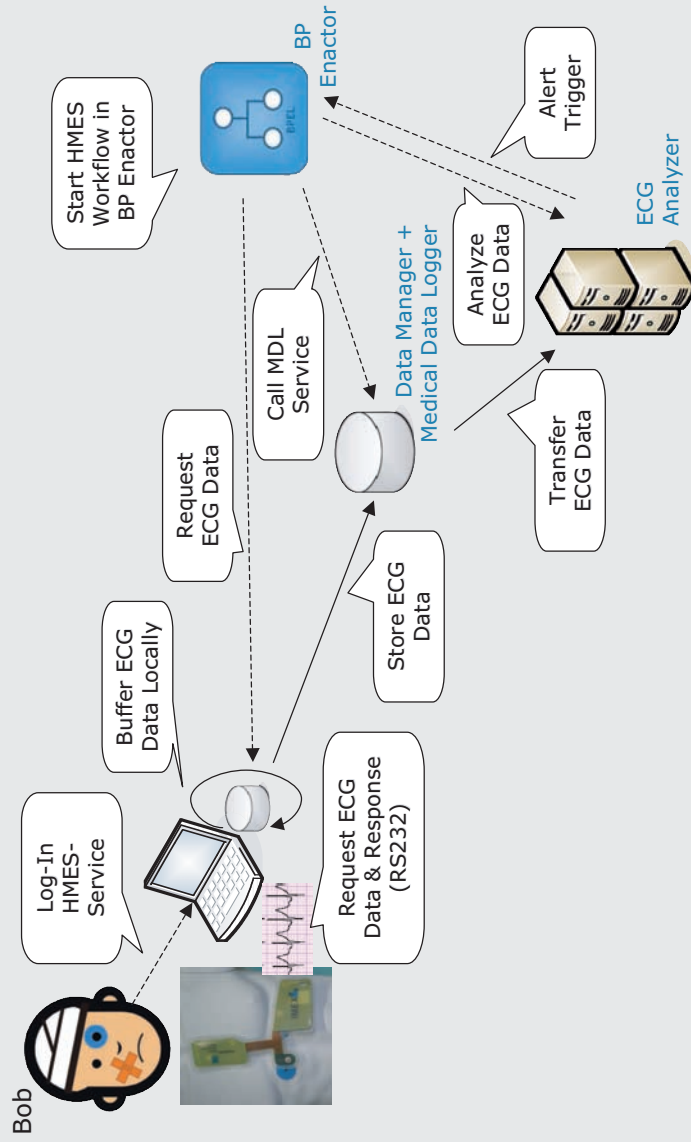 Bob
Log-In
HMES-
Service
Buffer ECG
Data Locally
Request ECG
Data & Response
(RS232)
Request
ECG Data
Store ECG
Data
Call MDL
Service
Data Manager +
Medical Data Logger
Transfer
ECG Data
Start HMES
Workflow in
BP Enactor
BPEL
BP
Enactor
Analyze
ECG Data
Alert
Trigger
ECG
Analyzer